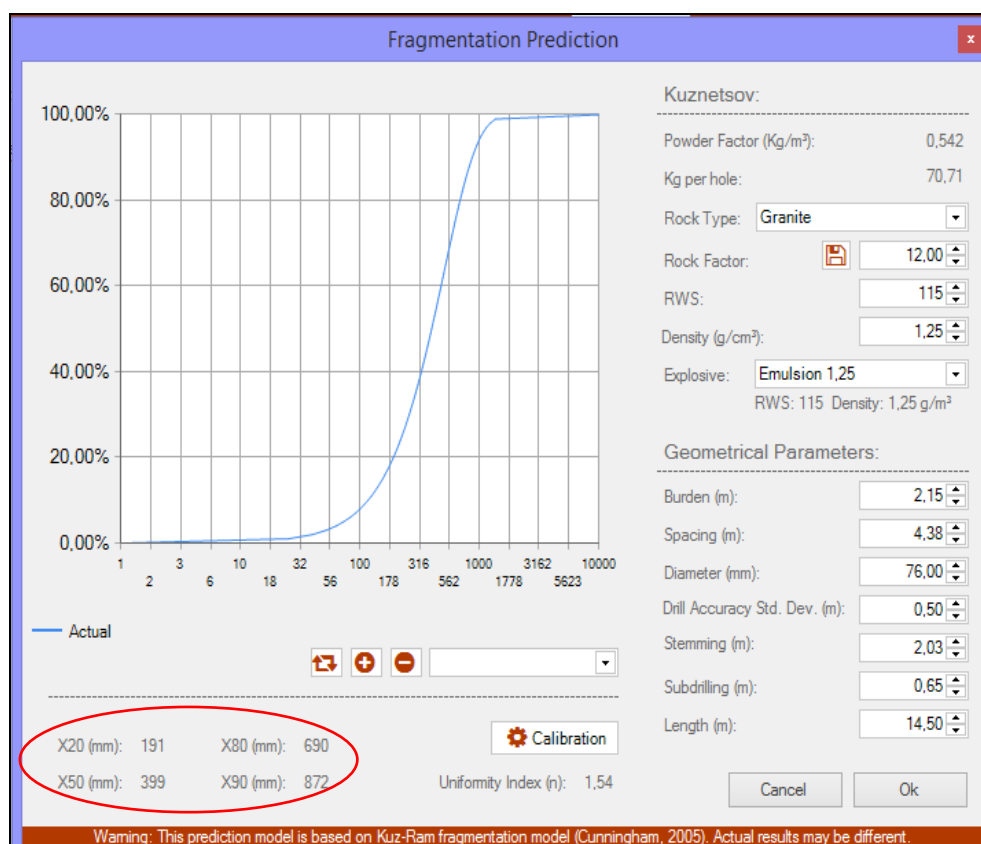 Fragmentation Prediction
x
100,00%
80,00%
60,00%
40,00%
20,00%
0,00%
1 3 10 32 100 316 1000 3162 10000
2 6 18 56 178 562 1778 5623
Actual
X20 (mm): 191 X80 (mm): 690
X50 (mm): 399 X90 (mm): 872
Calibration
Uniformity Index (n): 1,54
Kuznetsov:
Powder Factor (Kg/m³): 0,542
Kg per hole: 70,71
Rock Type: Granite
Rock Factor: 12,00
RWS: 115
Density (g/cm³): 1,25
Explosive: Emulsion 1,25
RWS: 115 Density: 1,25 g/m³
Geometrical Parameters:
Burden (m): 2,15
Spacing (m): 4,38
Diameter (mm): 76,00
Drill Accuracy Std. Dev. (m): 0,50
Stemming (m): 2,03
Subdrilling (m): 0,65
Length (m): 14,50
Cancel Ok
Warning: This prediction model is based on Kuz-Ram fragmentation model (Cunningham, 2005). Actual results may be different.